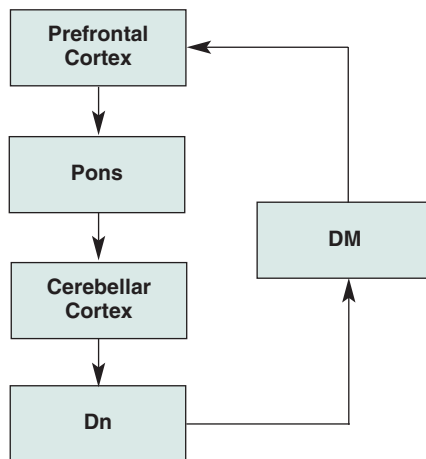 Prefrontal
Cortex
Pons
DM
Cerebellar
Cortex
Dn